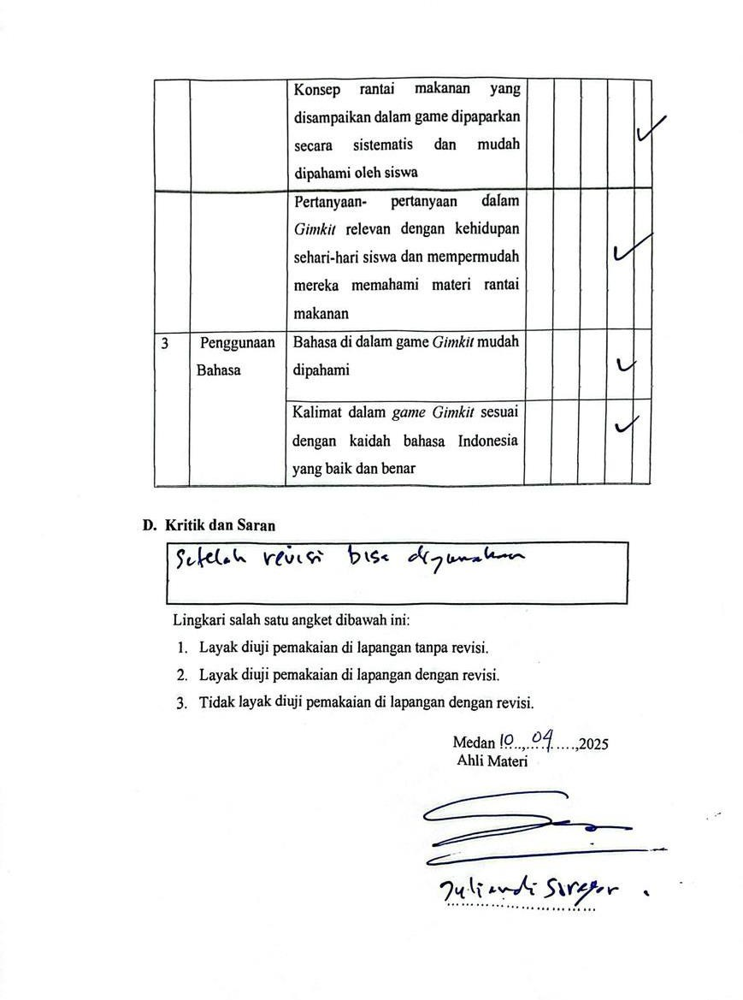 Konsep rantai makanan yang
disampaikan dalam game dipaparkan
secara sistematis dan mudah
dipahami oleh siswa
Pertanyaan- pertanyaan dalam
Gimkit relevan dengan kehidupan
sehari-hari siswa dan mempermudah
mereka memahami materi rantai
makanan
3 Penggunaan Bahasa di dalam game Gimkit mudah
Bahasa dipahami
Kalimat dalam game Gimkit sesuai
dengan kaidah bahasa Indonesia
yang baik dan benar
D. Kritik dan Saran
Setelah revisi bisa digunakan
Lingkari salah satu angket dibawah ini:
1. Layak diuji pemakaian di lapangan tanpa revisi.
2. Layak diuji pemakaian di lapangan dengan revisi.
3. Tidak layak diuji pemakaian di lapangan dengan revisi.
Medan 10..,...04.....,2025
Ahli Materi
Juliandi Siregar